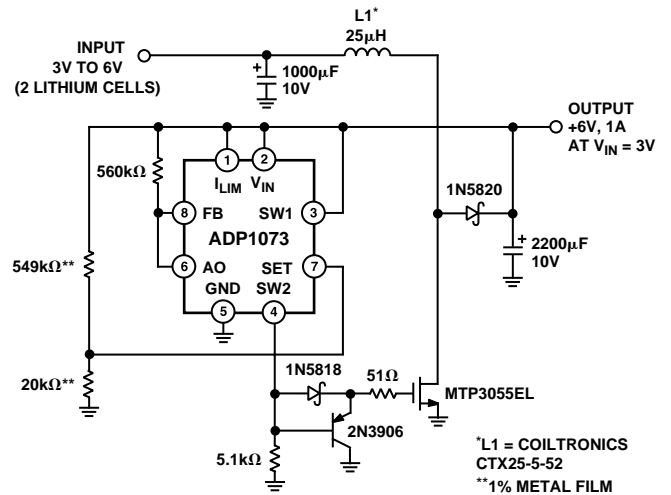 L1*
25µH
INPUT
3V TO 6V
(2 LITHIUM CELLS)
+
1000µF
10V
OUTPUT
+6V, 1A
AT VIN = 3V
560kΩ
1
2
ILIM
VIN
1N5820
8
FB
SW1
3
ADP1073
+
2200µF
10V
549kΩ**
6
AO
SET
7
GND
SW2
5
4
1N5818
51Ω
20kΩ**
MTP3055EL
2N3906
5.1kΩ
*L1 = COILTRONICS
CTX25-5-52
**1% METAL FILM